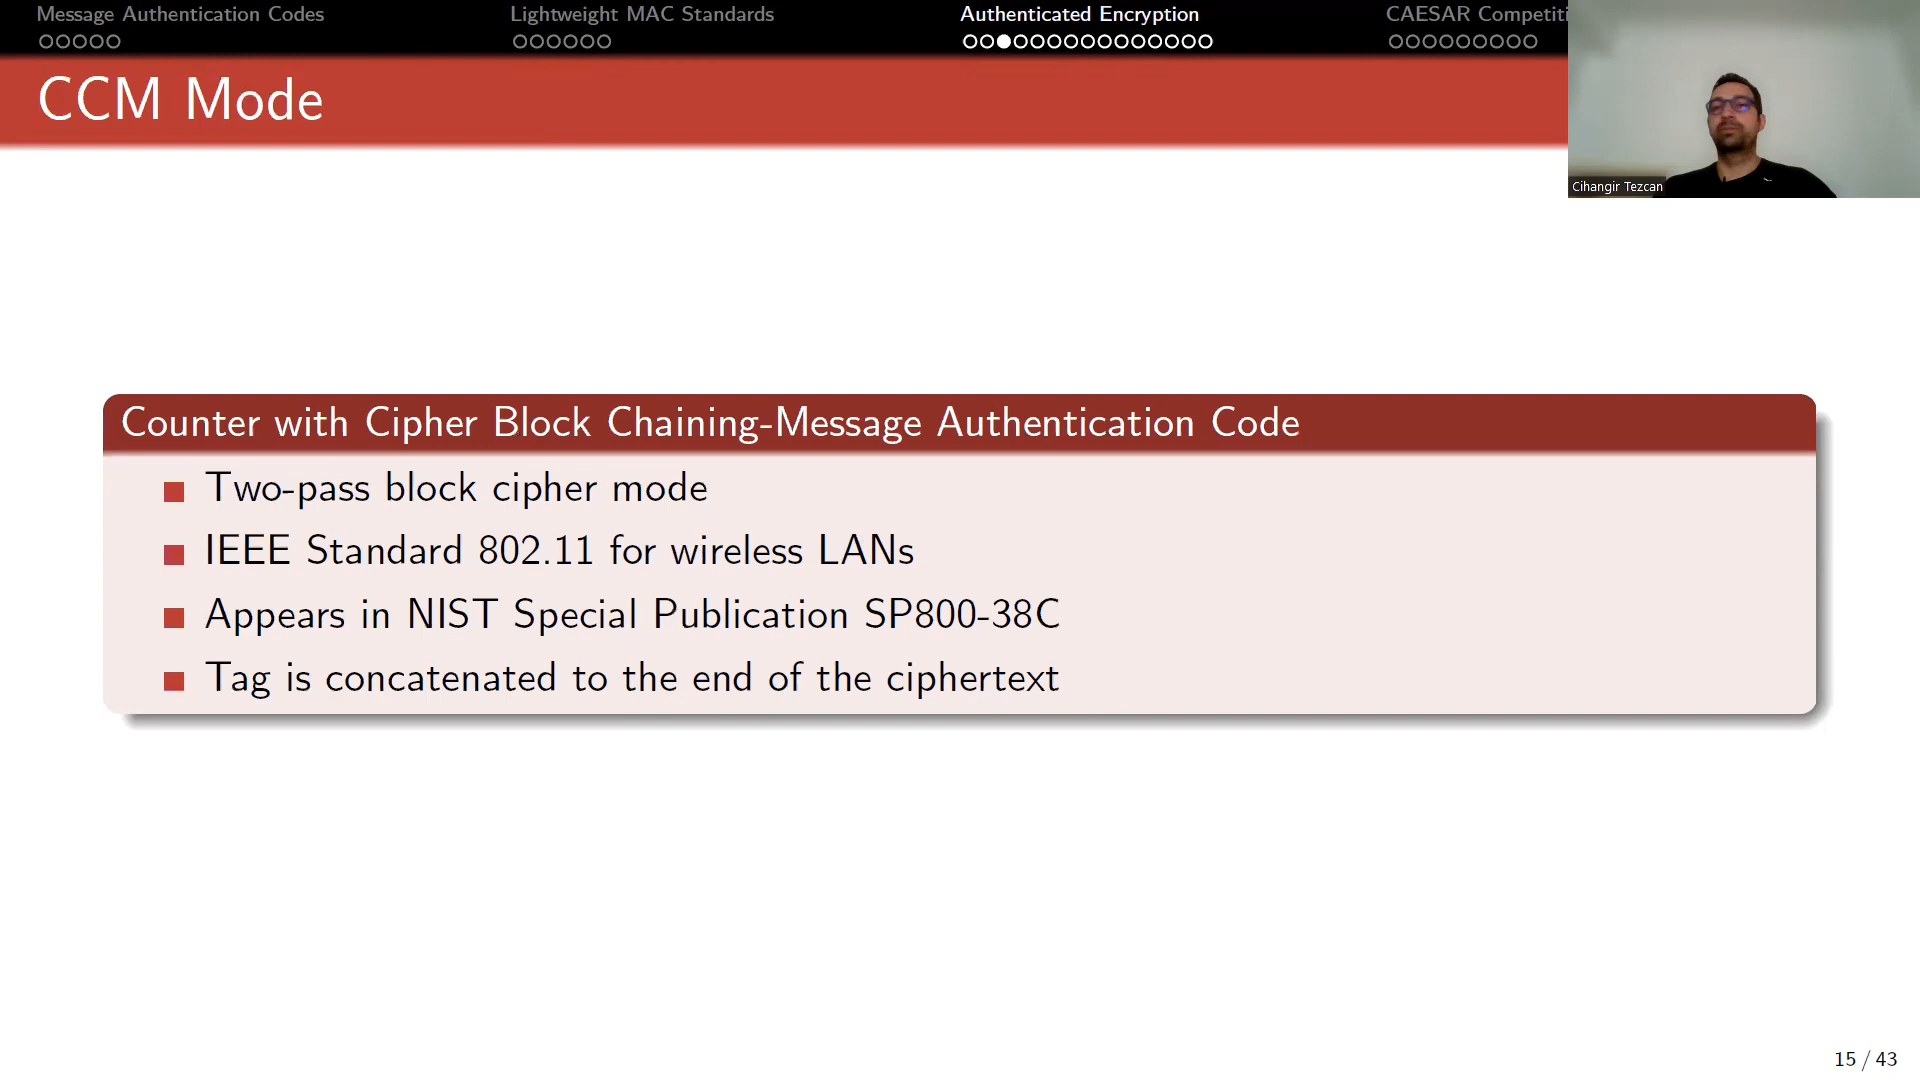 Message Authentication Codes
Lightweight MAC Standards
Authenticated Encryption
CAESAR Competiti
CCM Mode
Cihangir Tezcan
Counter with Cipher Block Chaining-Message Authentication Code
Two-pass block cipher mode
IEEE Standard 802.11 for wireless LANs
Appears in NIST Special Publication SP800-38C
Tag is concatenated to the end of the ciphertext
15 / 43